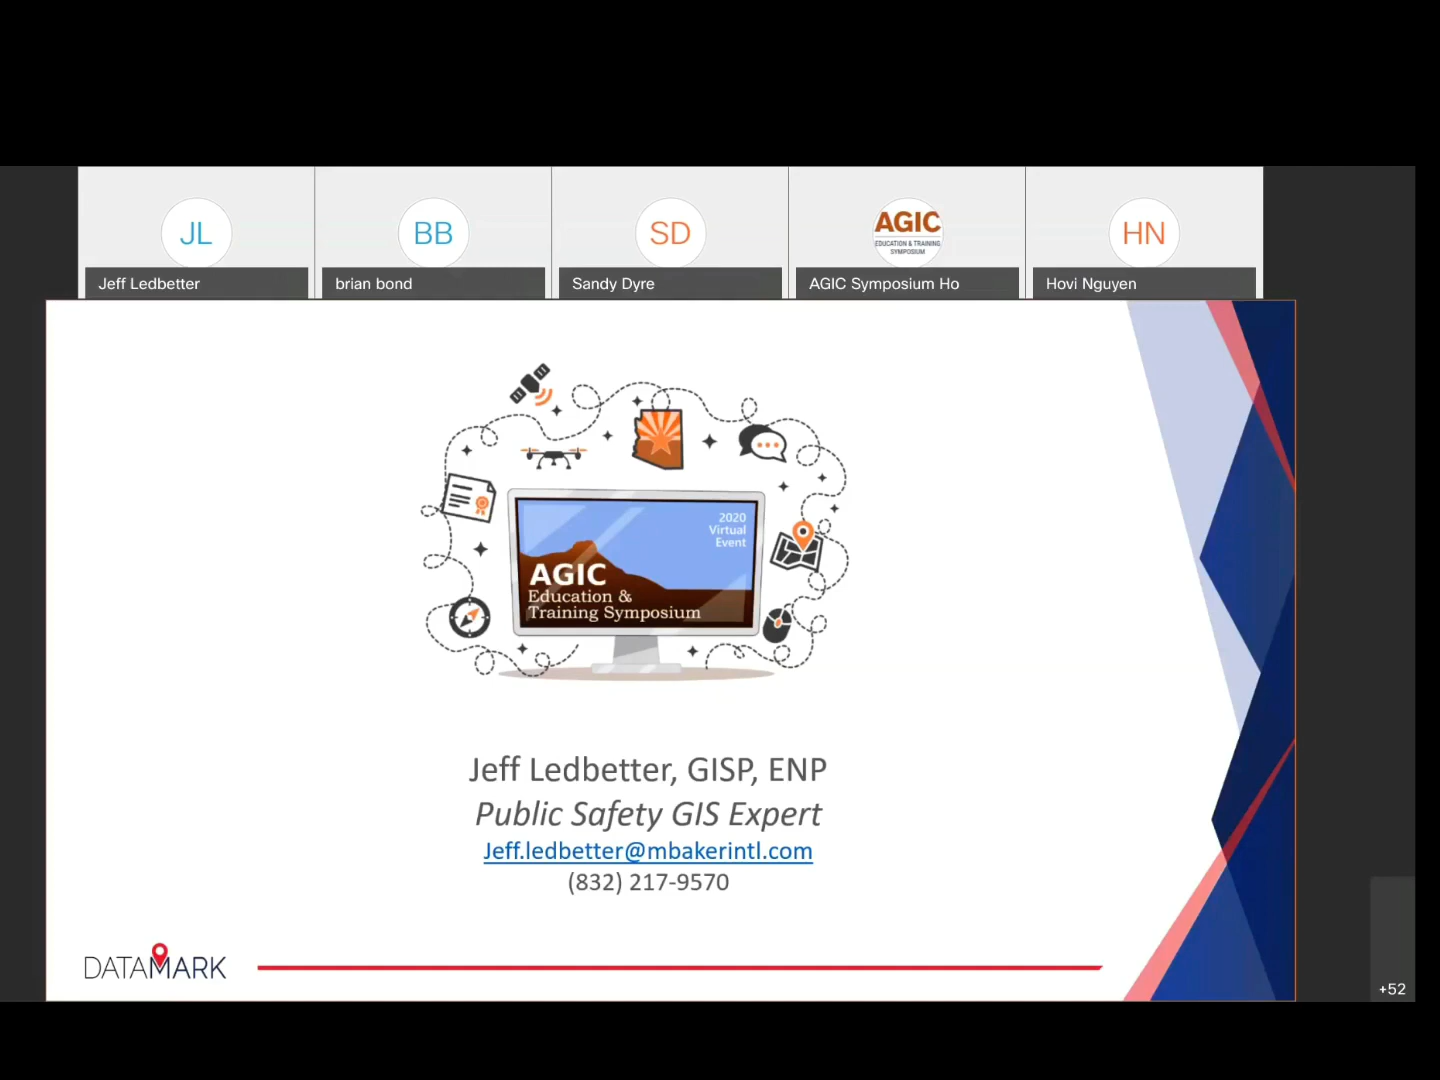 JL
BB
SD
AGIC
EDUCATION & TRAINING
SYMPOSIUM
HN
Jeff Ledbetter
brian bond
Sandy Dyre
AGIC Symposium Ho
Hovi Nguyen
2020
Virtual
Event
AGIC
Education &
Training Symposium
Jeff Ledbetter, GISP, ENP
Public Safety GIS Expert
Jeff.ledbetter@mbakerintl.com
(832) 217-9570
DATAMARK
+52